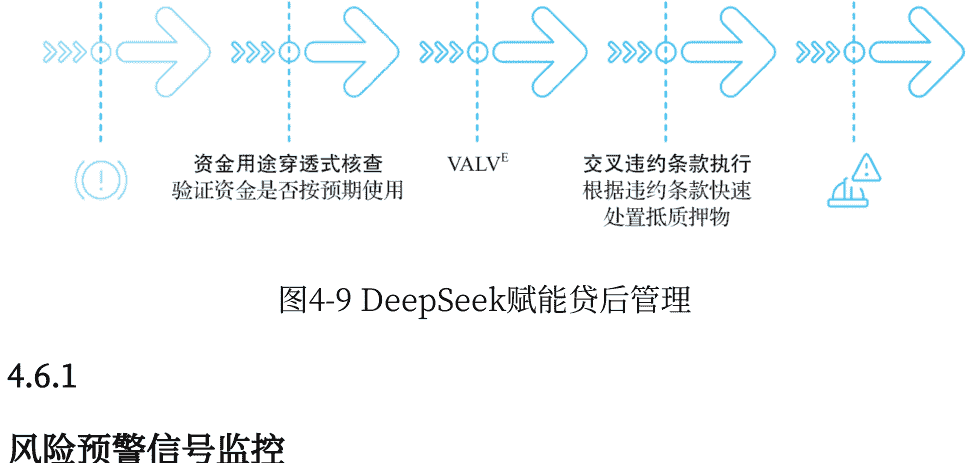 资金用途穿透式核查
验证资金是否按预期使用
VALVᴱ
交叉违约条款执行
根据违约条款快速
处置抵质押物
图4-9 DeepSeek赋能贷后管理
4.6.1
风险预警信号监控